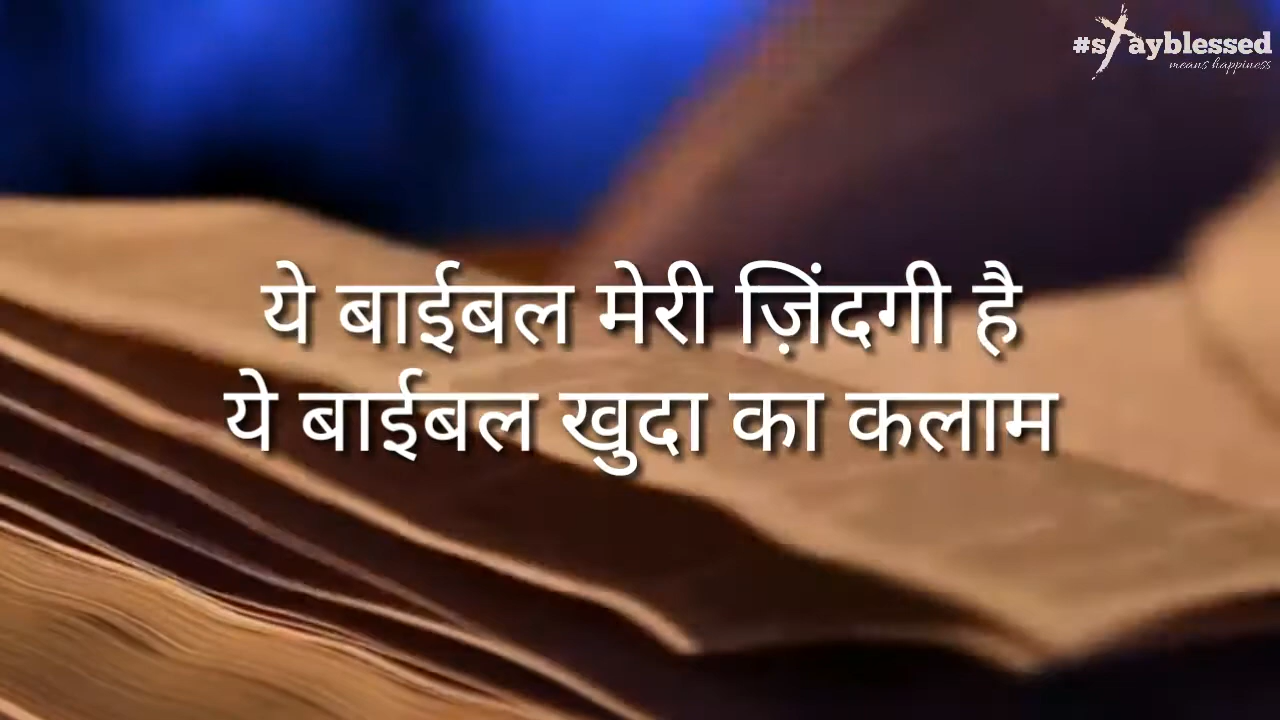 #stayblessed
means happiness
ये बाईबल मेरी ज़िंदगी है
ये बाईबल खुदा का कलाम